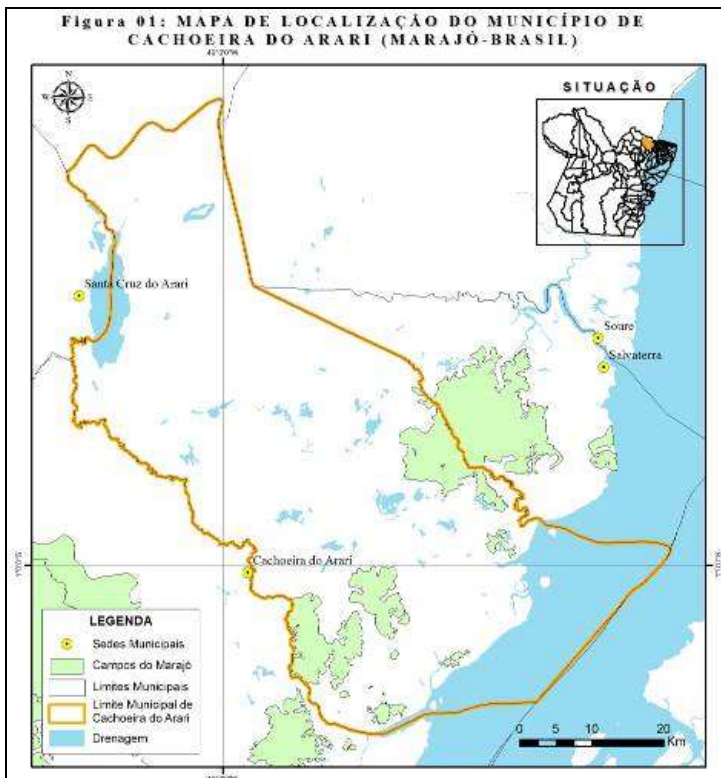 Figura 01: MAPA DE LOCALIZAÇÃO DO MUNICÍPIO DE
CACHOEIRA DO ARARI (MARAJÓ-BRASIL)
N
W
E
S
SITUAÇÃO
Santa Cruz do Arari
Soure
Salvaterra
Cachoeira do Arari
LEGENDA
Sedes Municipais
Campos do Marajó
Limites Municipais
Limite Municipal de
Cachoeira do Arari
Drenagem
0 5 10 20
Km